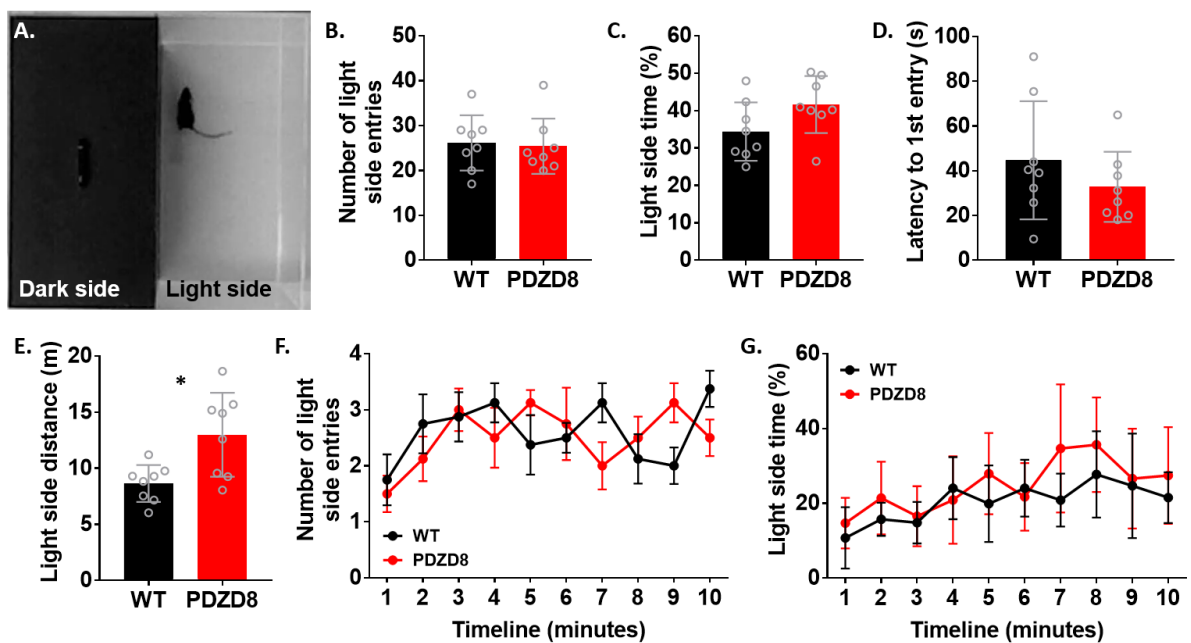 A.
Dark side
Light side
B.
Number of light
side entries
50
40
30
20
10
0
WT
PDZD8
C.
Light side time (%)
60
50
40
30
20
10
0
WT
PDZD8
D.
Latency to 1st entry (s)
100
80
60
40
20
0
WT
PDZD8
E.
Light side distance (m)
20
15
10
5
0
*
WT
PDZD8
F.
Number of light
side entries
4
3
2
1
0
WT
PDZD8
1 2 3 4 5 6 7 8 9 10
Timeline (minutes)
G.
Light side time (%)
60
40
20
0
WT
PDZD8
1 2 3 4 5 6 7 8 9 10
Timeline (minutes)